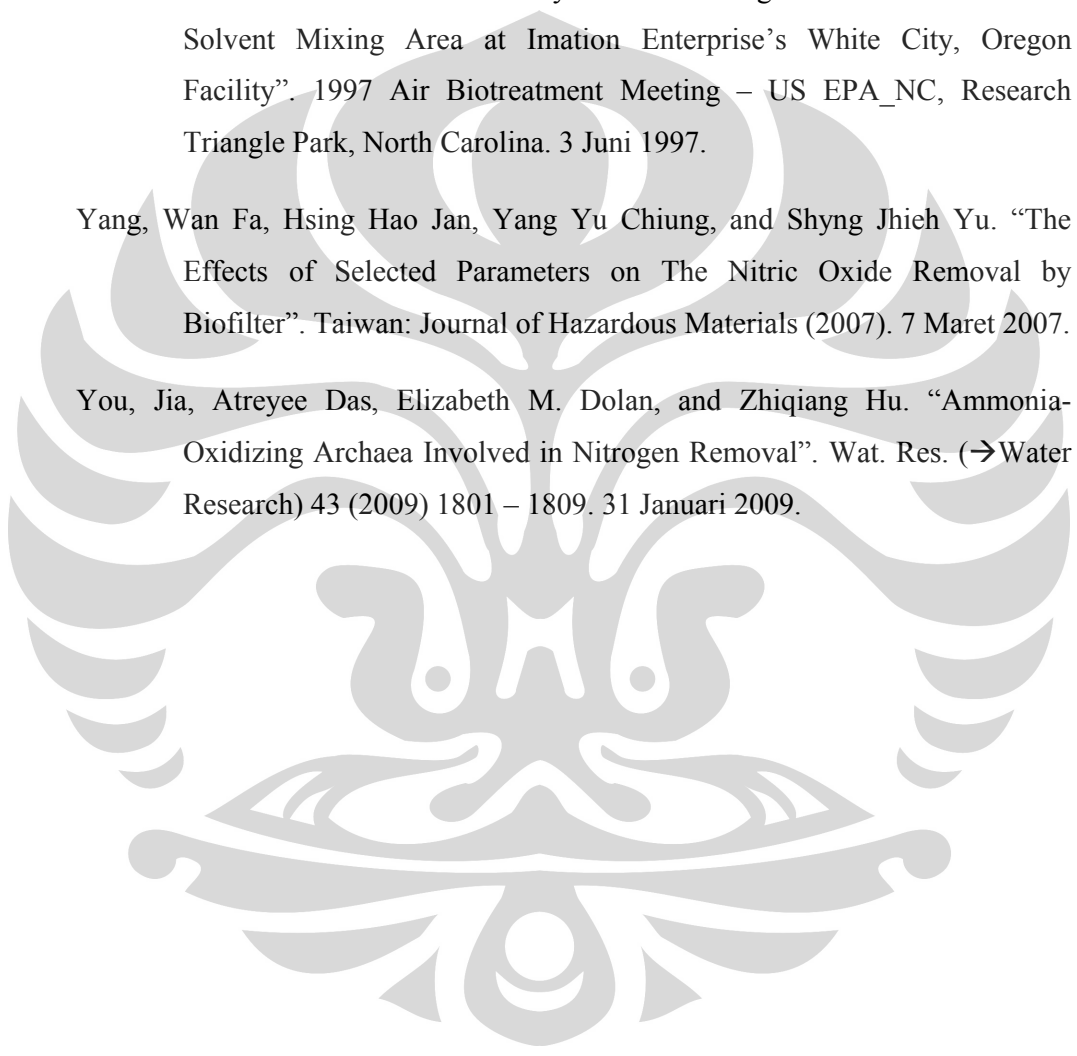 Solvent Mixing Area at Imation Enterprise’s White City, Oregon
Facility”. 1997 Air Biotreatment Meeting – US EPA_NC, Research
Triangle Park, North Carolina. 3 Juni 1997.
Yang, Wan Fa, Hsing Hao Jan, Yang Yu Chiung, and Shyng Jhieh Yu. “The
Effects of Selected Parameters on The Nitric Oxide Removal by
Biofilter”. Taiwan: Journal of Hazardous Materials (2007). 7 Maret 2007.
You, Jia, Atreyee Das, Elizabeth M. Dolan, and Zhiqiang Hu. “Ammonia-
Oxidizing Archaea Involved in Nitrogen Removal”. Wat. Res. (→Water
Research) 43 (2009) 1801 – 1809. 31 Januari 2009.